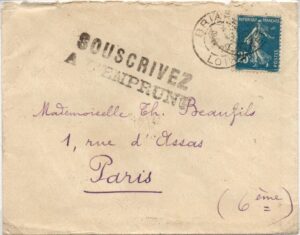 SOUSCRIVEZ
A L'EMPRUNT
BRIARE
LOIRET
REPUBLIQUE FRANÇAISE
25
POSTES
Mademoiselle Th. Beaufils
1, rue d'Assas
Paris
(6ème)